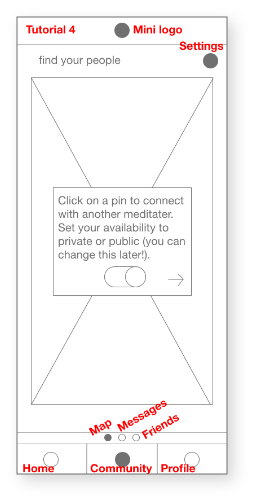 Tutorial 4
Mini logo
Settings
find your people
Click on a pin to connect
with another meditater.
Set your availability to
private or public (you can
change this later!).
Map
Messages
Friends
Home
Community
Profile